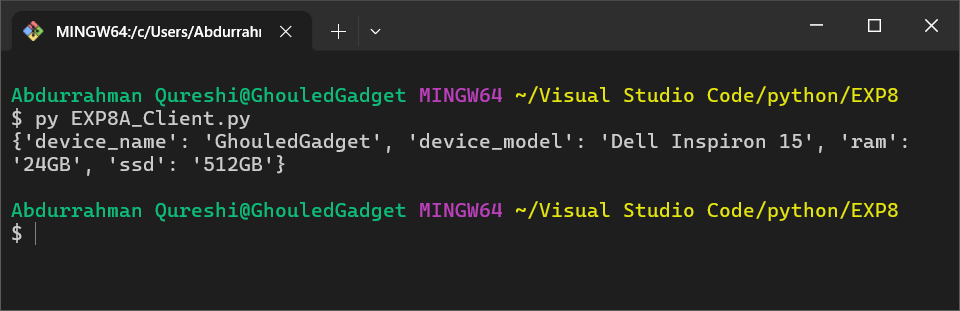 MINGW64:/c/Users/Abdurrahr
Abdurrahman Qureshi@GhouledGadget MINGW64 ~/Visual Studio Code/python/EXP8
$ py EXP8A_Client.py
{'device_name': 'GhouledGadget', 'device_model': 'Dell Inspiron 15', 'ram':
'24GB', 'ssd': '512GB'}
Abdurrahman Qureshi@GhouledGadget MINGW64 ~/Visual Studio Code/python/EXP8
$